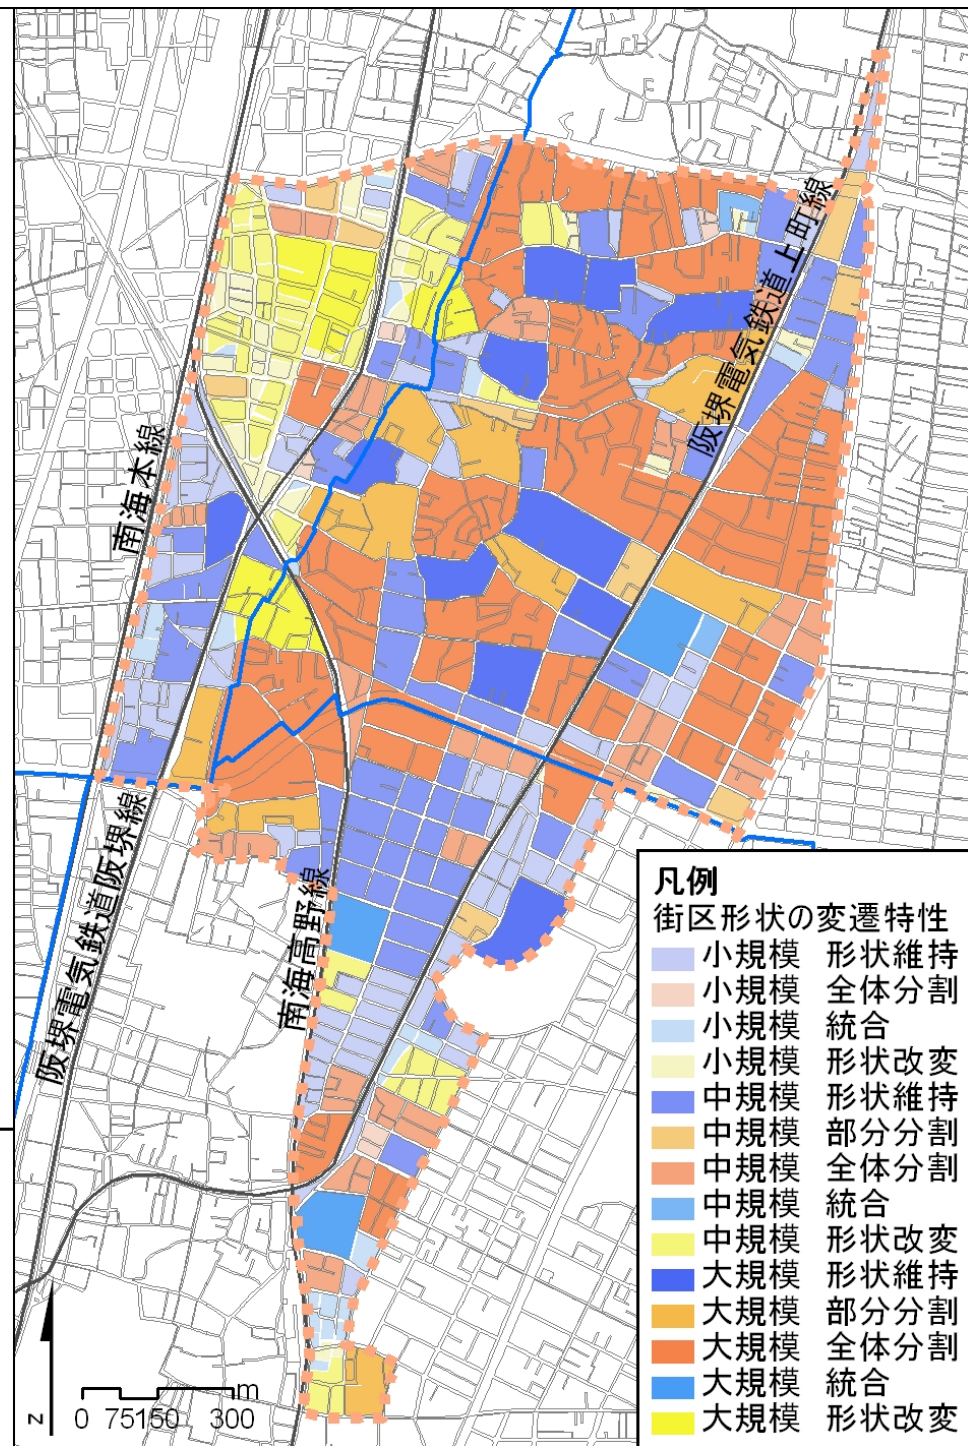 阪堺電気鉄道上町線
南海本線
阪堺電気鉄道阪堺線
南海高野線
凡例
街区形状の変遷特性
小規模 形状維持
小規模 全体分割
小規模 統合
小規模 形状改変
中規模 形状維持
中規模 部分分割
中規模 全体分割
中規模 統合
中規模 形状改変
大規模 形状維持
大規模 部分分割
大規模 全体分割
大規模 統合
大規模 形状改変
m
0 75150 300
N